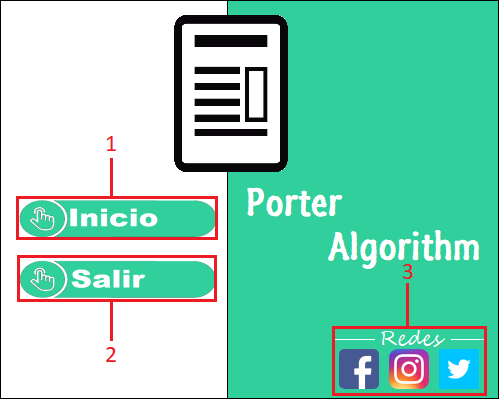 1
Inicio
Salir
2
Porter
Algorithm
3
Redes